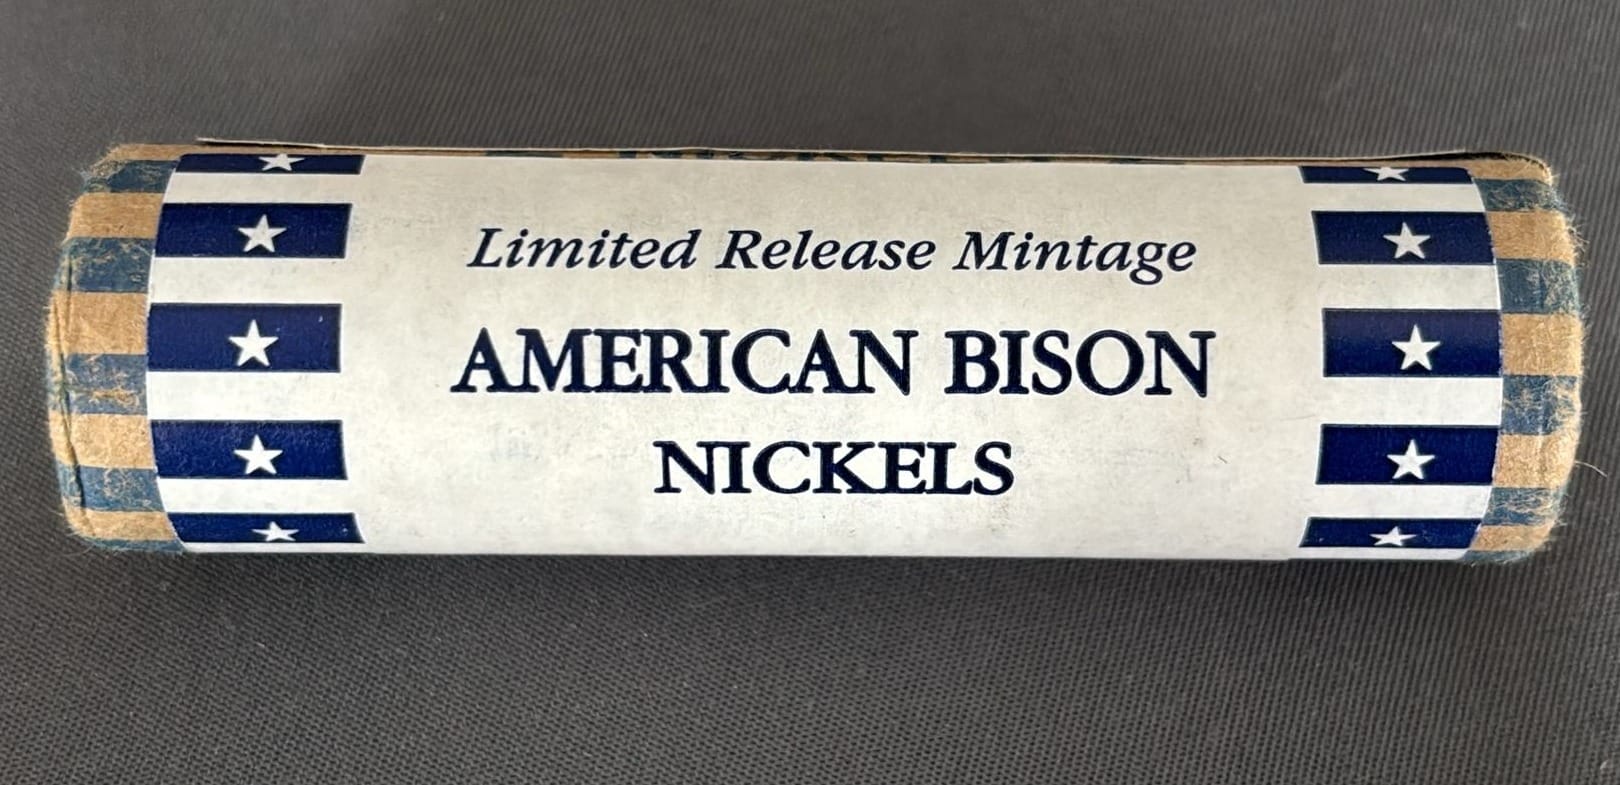 Limited Release Mintage
AMERICAN BISON
NICKELS